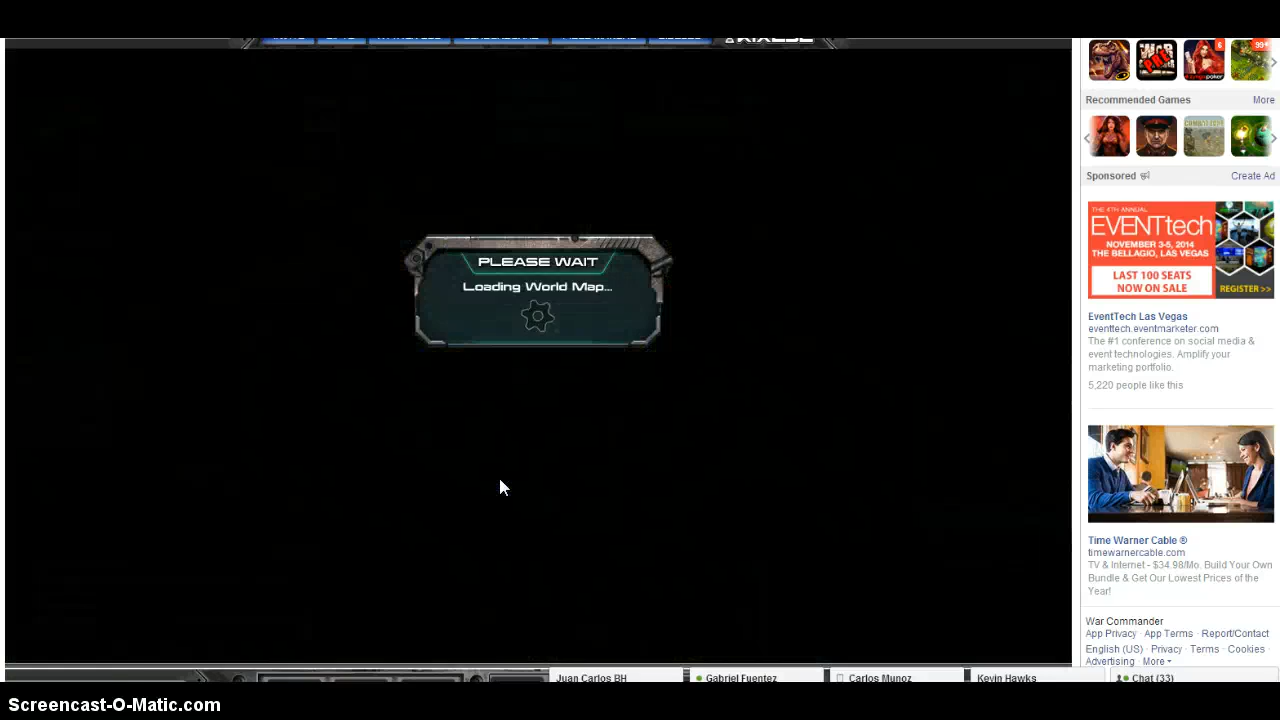 KIXEYE
6
99+
WAR
Recommended Games
More
Sponsored
Create Ad
THE 4TH ANNUAL
EVENTtech
NOVEMBER 3-5, 2014
THE BELLAGIO, LAS VEGAS
LAST 100 SEATS
NOW ON SALE
REGISTER >>
PLEASE WAIT
Loading World Map...
EventTech Las Vegas
eventtech.eventmarketer.com
The #1 conference on social media &
event technologies. Amplify your
marketing portfolio.
5,220 people like this
Time Warner Cable ®
timewarnercable.com
TV & Internet - $34.98/Mo. Build Your Own
Bundle & Get Our Lowest Prices of the
Year!
War Commander
App Privacy · App Terms · Report/Contact
English (US) · Privacy · Terms · Cookies ·
Advertising · More
Juan Carlos BH
Gabriel Fuentez
Carlos Munoz
Kevin Hawks
Chat (33)
Screencast-O-Matic.com